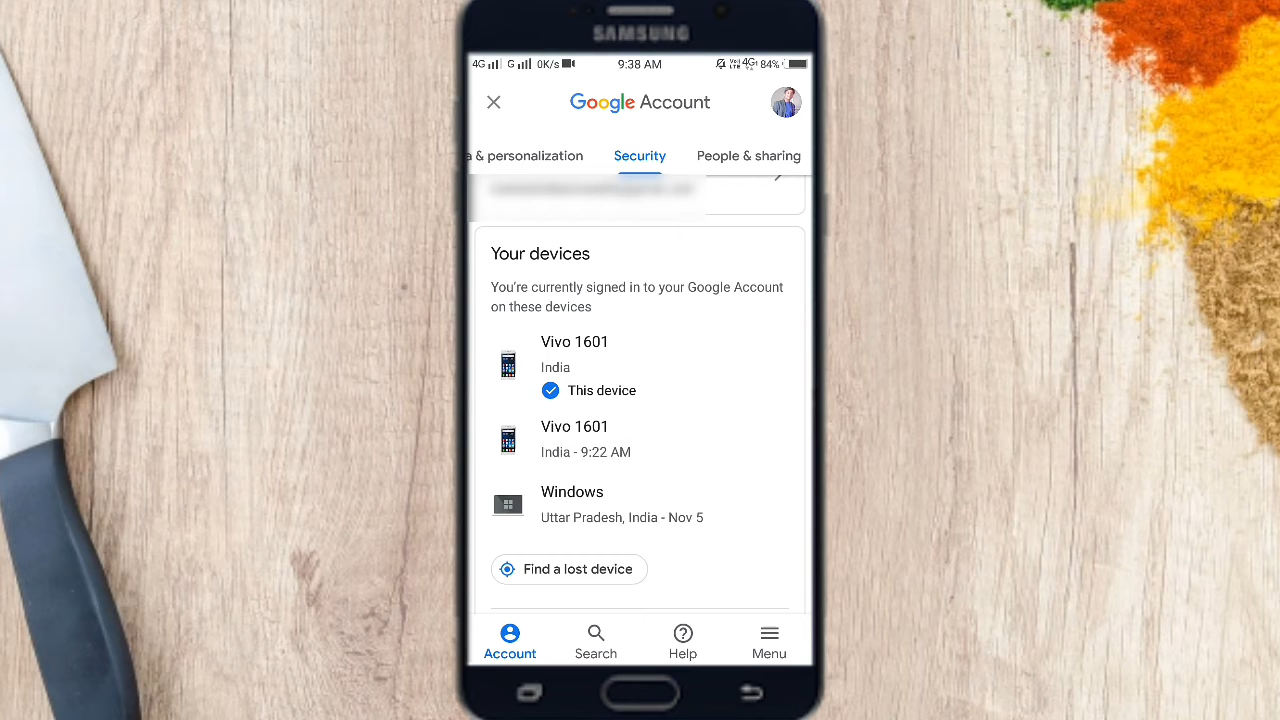 SAMSUNG
4G G 0K/s 9:38 AM 4G 84%
Google Account
a & personalization Security People & sharing
Your devices
You're currently signed in to your Google Account
on these devices
Vivo 1601
India
This device
Vivo 1601
India - 9:22 AM
Windows
Uttar Pradesh, India - Nov 5
Find a lost device
Account Search Help Menu